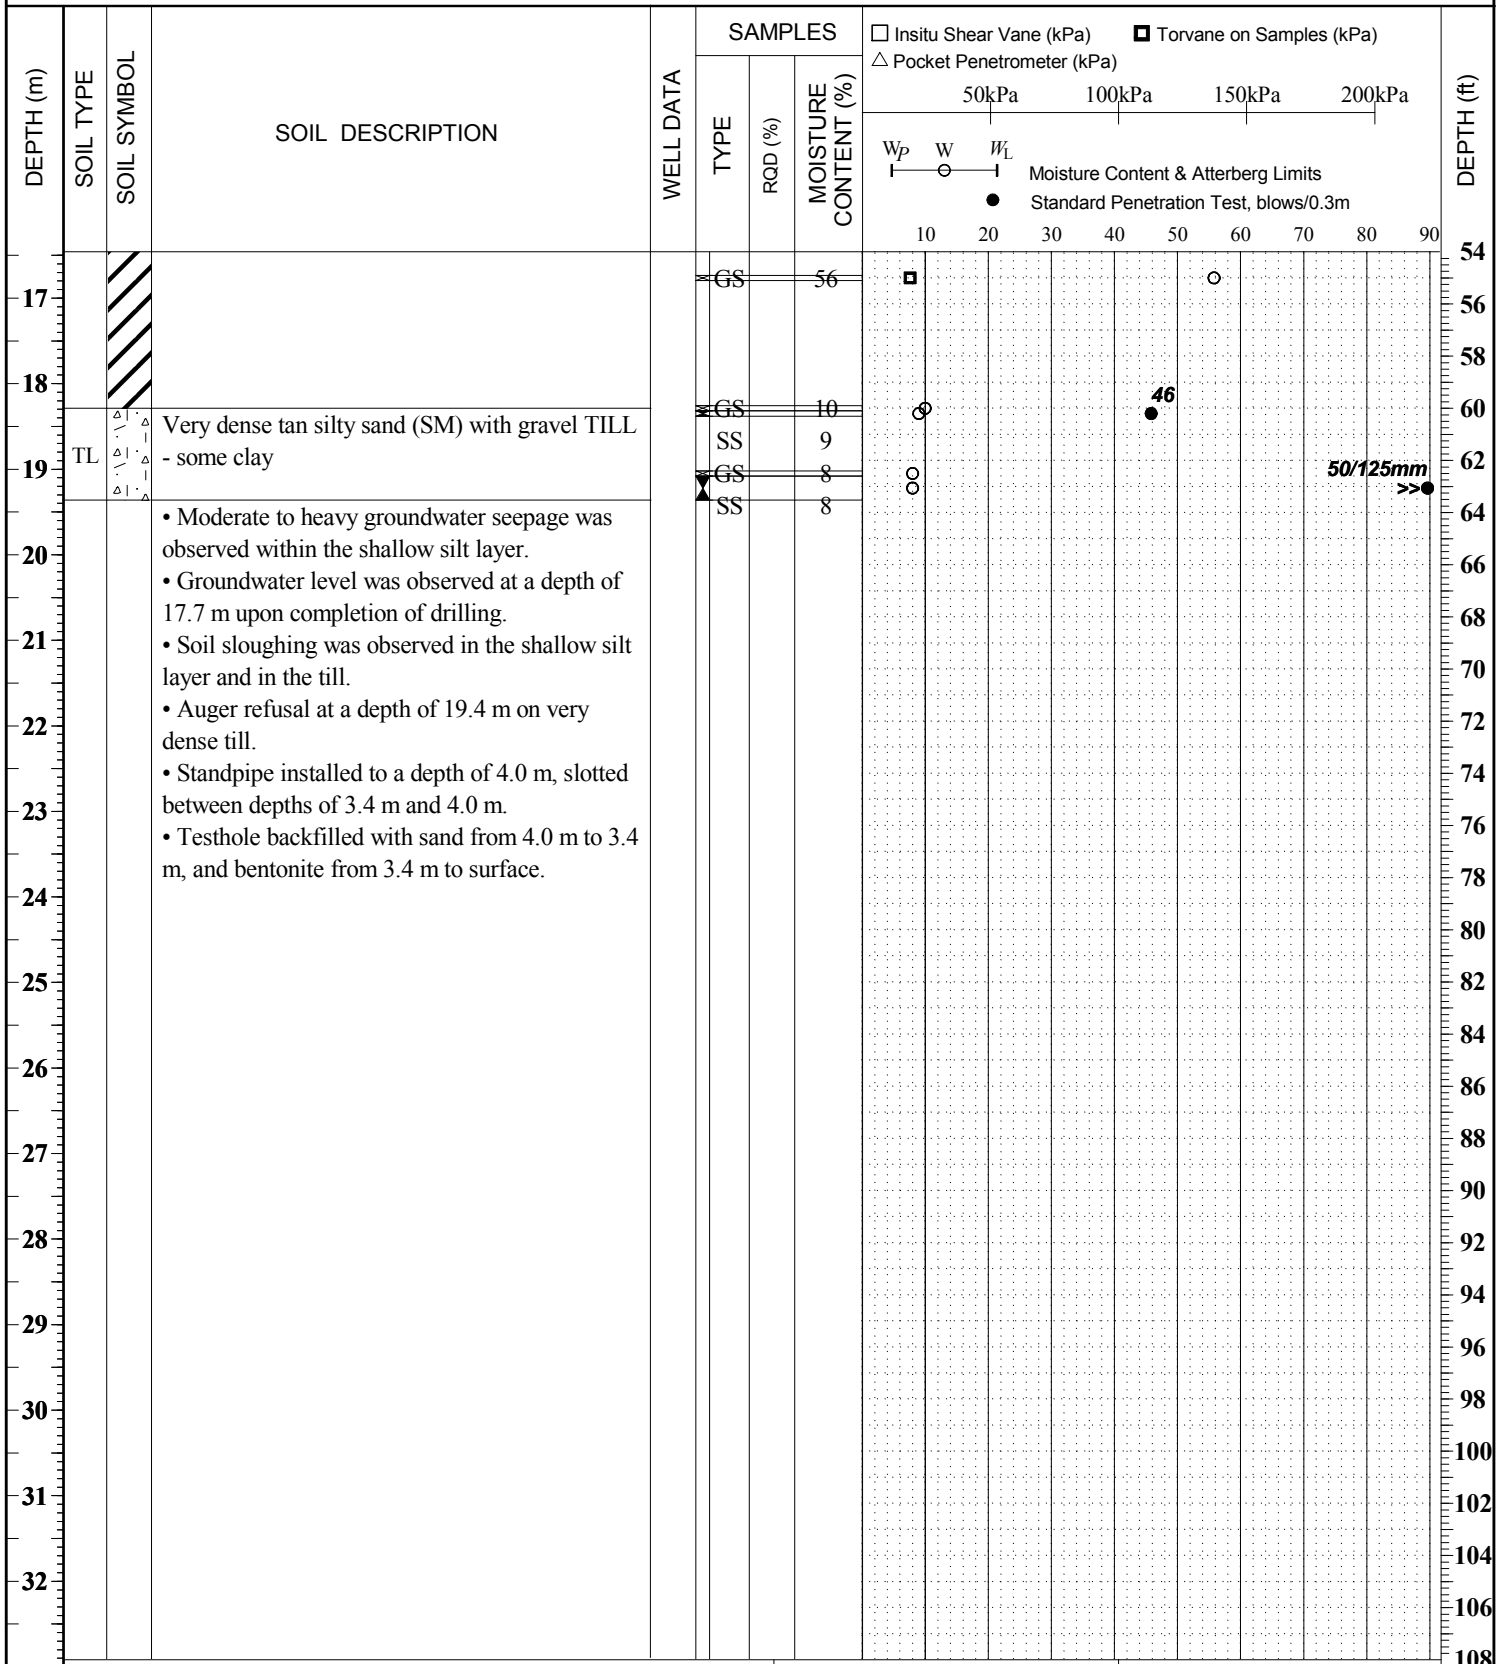 SAMPLES
DEPTH (m)
SOIL TYPE
SOIL SYMBOL
SOIL DESCRIPTION
WELL DATA
TYPE
RQD (%)
MOISTURE
CONTENT (%)
Insitu Shear Vane (kPa) Torvane on Samples (kPa)
Pocket Penetrometer (kPa)
50kPa 100kPa 150kPa 200kPa
WP W WL
Moisture Content & Atterberg Limits
Standard Penetration Test, blows/0.3m
10 20 30 40 50 60 70 80 90
DEPTH (ft)
54
GS 56
17
56
58
18
46
GS 10
60
TL
Very dense tan silty sand (SM) with gravel TILL
- some clay
SS 9
19
GS 8
50/125mm
62
>>
SS 8
64
• Moderate to heavy groundwater seepage was
observed within the shallow silt layer.
20
66
• Groundwater level was observed at a depth of
17.7 m upon completion of drilling.
68
21
• Soil sloughing was observed in the shallow silt
layer and in the till.
70
• Auger refusal at a depth of 19.4 m on very
dense till.
22
72
• Standpipe installed to a depth of 4.0 m, slotted
between depths of 3.4 m and 4.0 m.
74
23
• Testhole backfilled with sand from 4.0 m to 3.4
m, and bentonite from 3.4 m to surface.
76
78
24
80
25
82
84
26
86
27
88
90
28
92
94
29
96
30
98
100
31
102
104
32
106
108